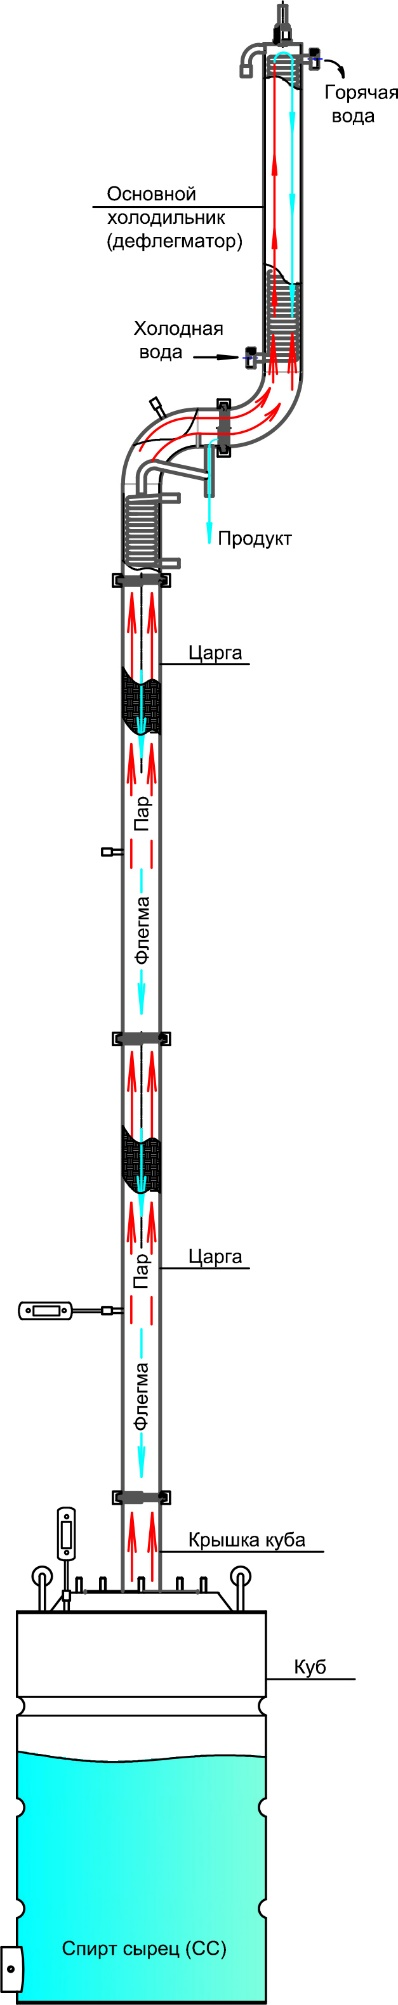 Горячая
вода
Основной
холодильник
(дефлегматор)
Холодная
вода
Продукт
Царга
Пар
Флегма
Царга
Пар
Флегма
Крышка куба
Куб
Спирт сырец (СС)